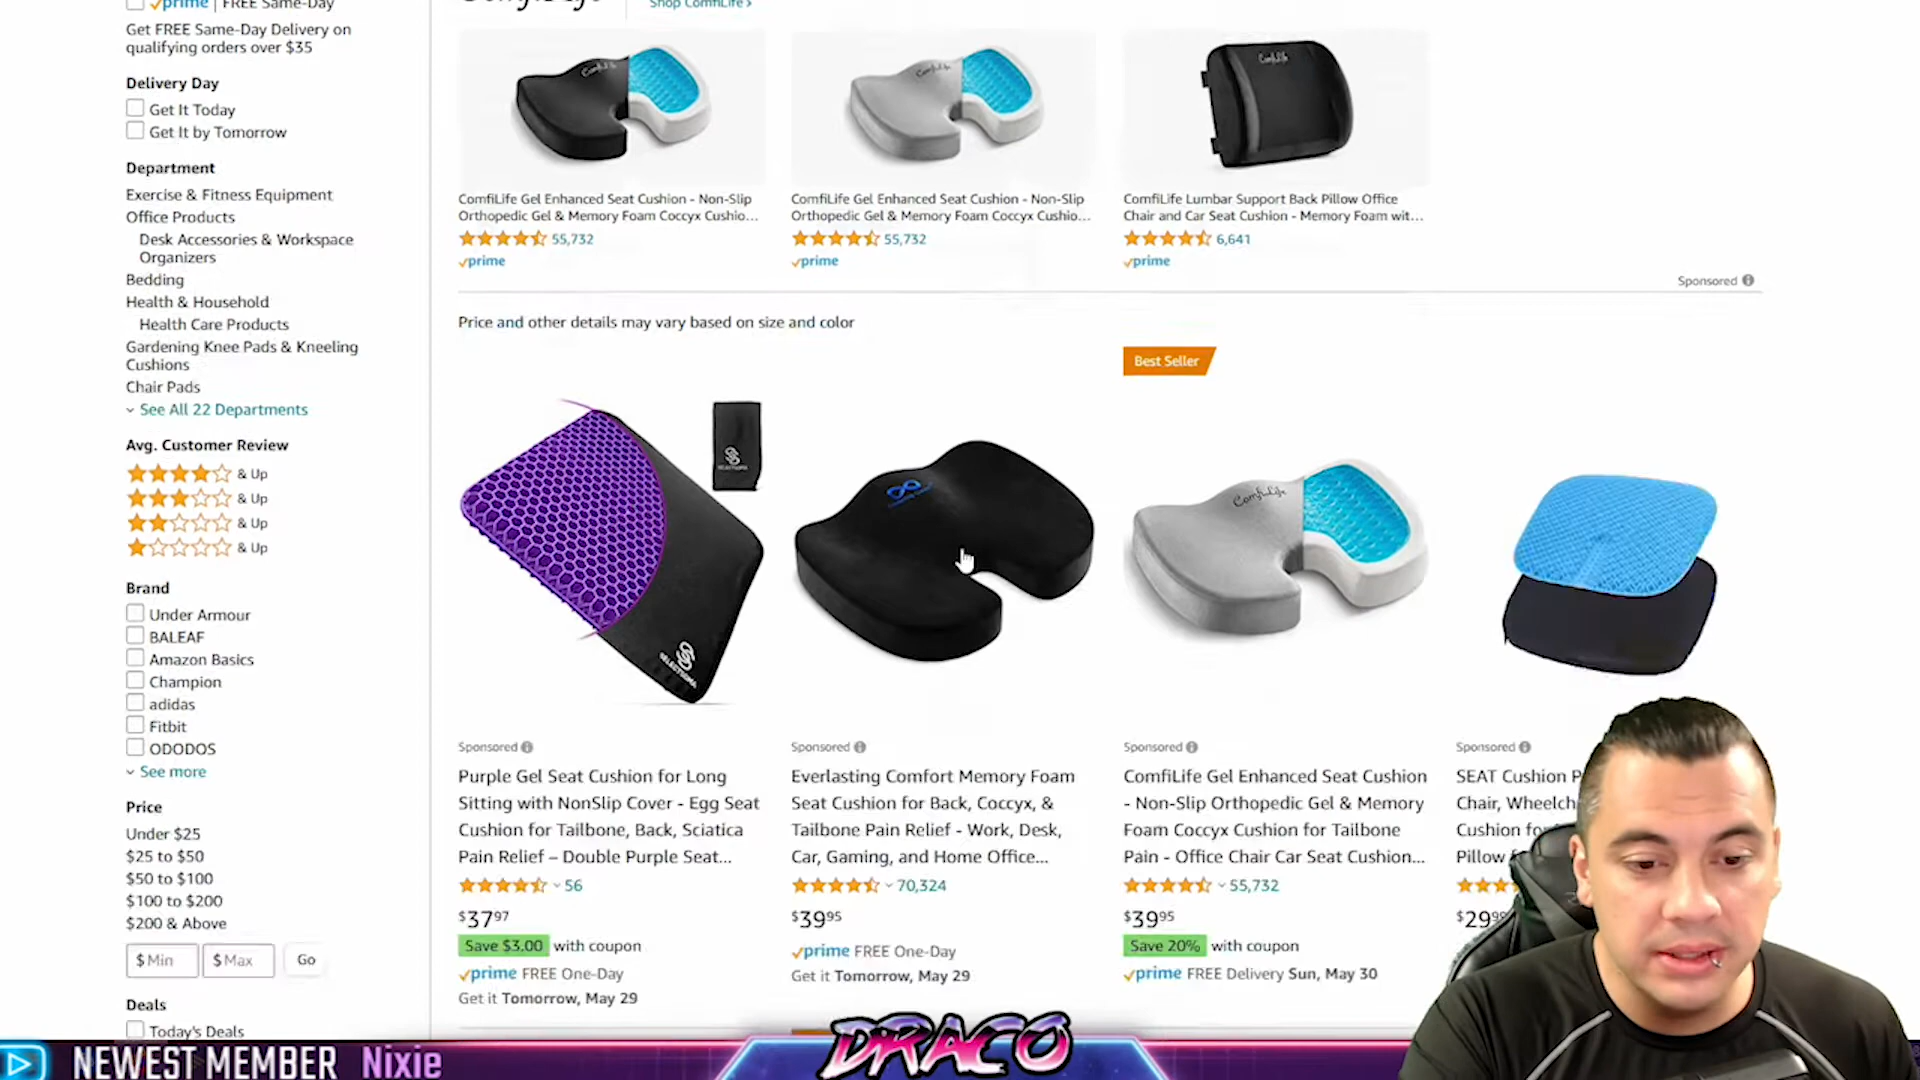 prime | FREE Same-Day
Get FREE Same-Day Delivery on
qualifying orders over $35
Delivery Day
Get It Today
Get It by Tomorrow
Department
Exercise & Fitness Equipment
Office Products
Desk Accessories & Workspace
Organizers
Bedding
Health & Household
Health Care Products
Gardening Knee Pads & Kneeling
Cushions
Chair Pads
See All 22 Departments
Avg. Customer Review
& Up
& Up
& Up
& Up
Brand
Under Armour
BALEAF
Amazon Basics
Champion
adidas
Fitbit
ODODOS
See more
Price
Under $25
$25 to $50
$50 to $100
$100 to $200
$200 & Above
$ Min $ Max Go
Deals
Today's Deals
ComfiLife
Shop ComfiLife
ComfiLife
ComfiLife Gel Enhanced Seat Cushion - Non-Slip
Orthopedic Gel & Memory Foam Coccyx Cushio...
55,732
prime
ComfiLife
ComfiLife Gel Enhanced Seat Cushion - Non-Slip
Orthopedic Gel & Memory Foam Coccyx Cushio...
55,732
prime
ComfiLife
ComfiLife Lumbar Support Back Pillow Office
Chair and Car Seat Cushion - Memory Foam wit...
6,641
prime
Sponsored
Price and other details may vary based on size and color
Sponsored
Purple Gel Seat Cushion for Long
Sitting with NonSlip Cover - Egg Seat
Cushion for Tailbone, Back, Sciatica
Pain Relief – Double Purple Seat...
56
$37 97
Save $3.00 with coupon
prime FREE One-Day
Get it Tomorrow, May 29
Sponsored
Everlasting Comfort Memory Foam
Seat Cushion for Back, Coccyx, &
Tailbone Pain Relief - Work, Desk,
Car, Gaming, and Home Office...
70,324
$39 95
prime FREE One-Day
Get it Tomorrow, May 29
Best Seller
ComfiLife
Sponsored
ComfiLife Gel Enhanced Seat Cushion
- Non-Slip Orthopedic Gel & Memory
Foam Coccyx Cushion for Tailbone
Pain - Office Chair Car Seat Cushion...
55,732
$39 95
Save 20% with coupon
prime FREE Delivery Sun, May 30
Sponsored
SEAT Cushion
Chair,
Cushion
Pillow
$29
NEWEST MEMBER Nixie
DRACO